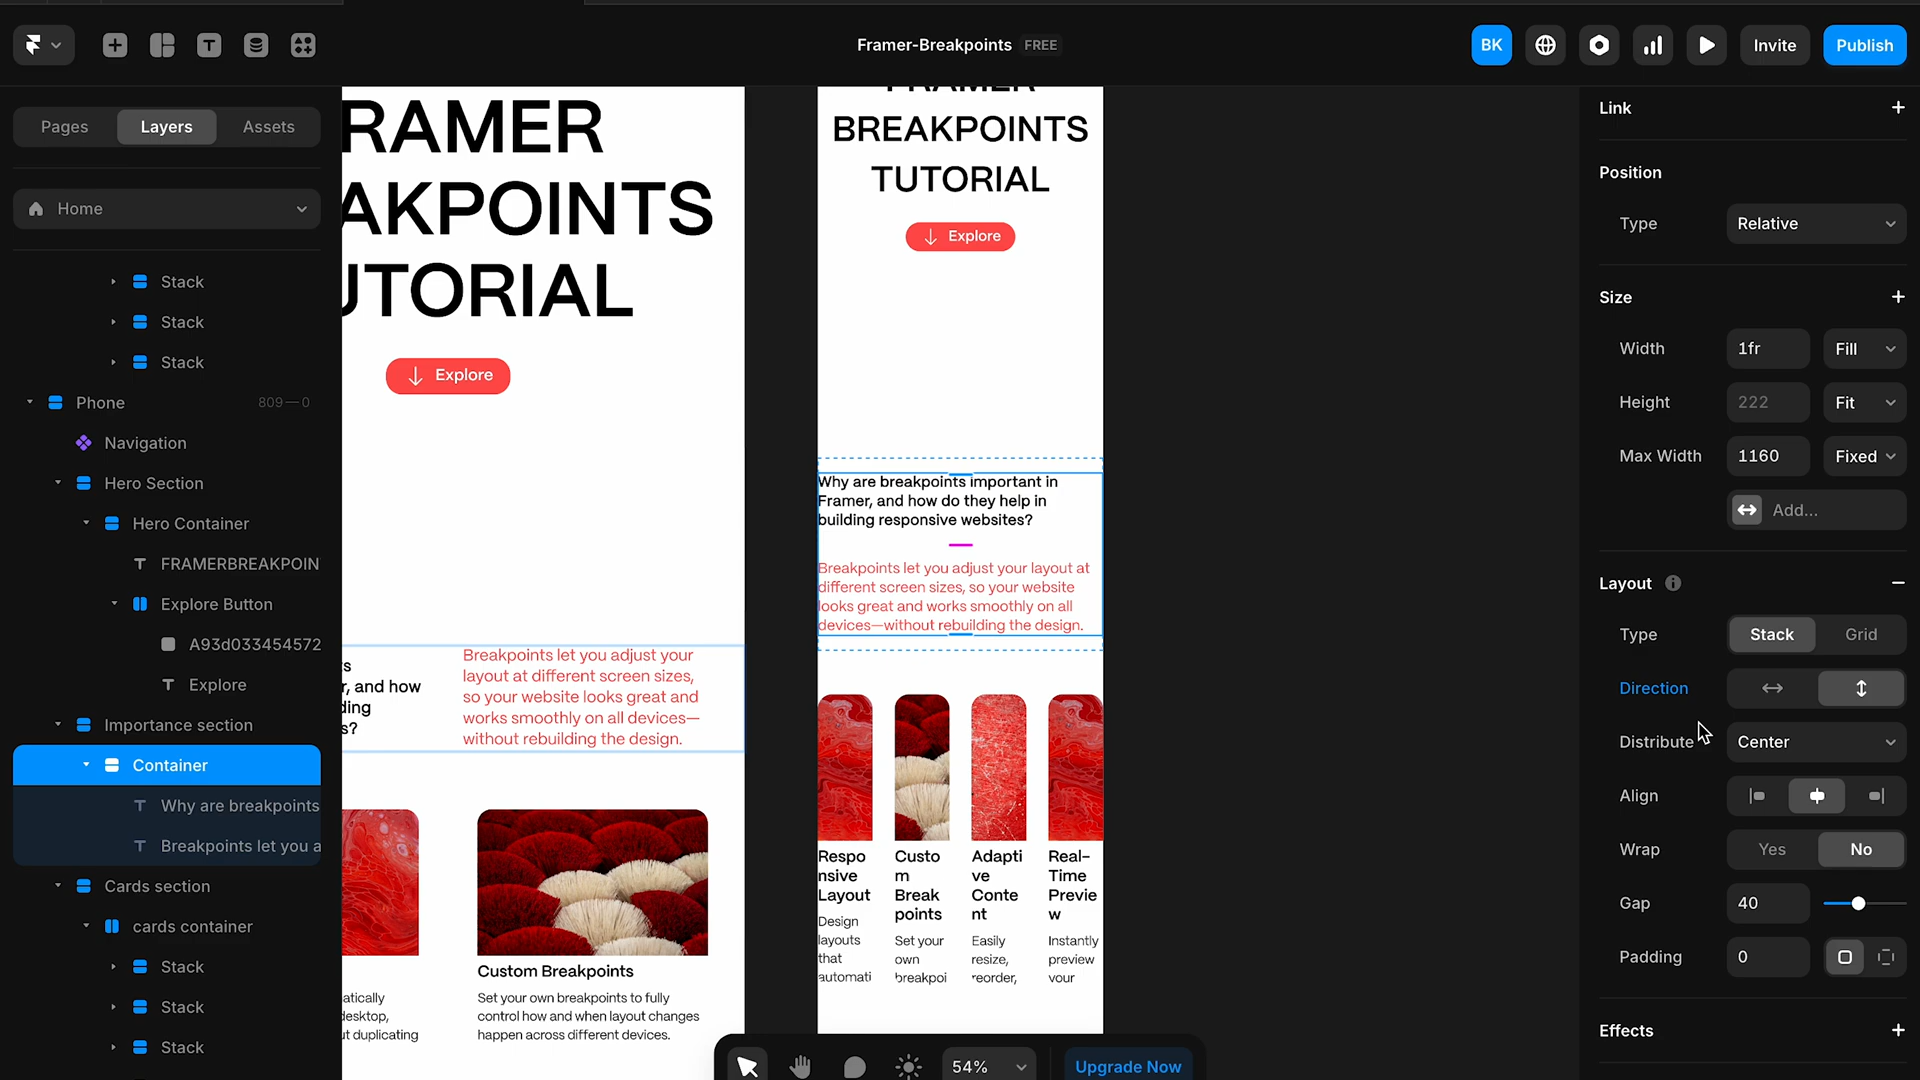 Framer-Breakpoints FREE
BK
Invite
Publish
Pages
Layers
Assets
Home
Stack
Stack
Stack
Phone
809—0
Navigation
Hero Section
Hero Container
FRAMERBREAKPOIN
Explore Button
A93d033454572
Explore
Importance section
Container
Why are breakpoints
Breakpoints let you a
Cards section
cards container
Stack
Stack
Stack
RAMER
AKPOINTS
UTORIAL
Explore
s
r, and how
ding
s?
Breakpoints let you adjust your
layout at different screen sizes,
so your website looks great and
works smoothly on all devices—
without rebuilding the design.
atically
desktop,
ut duplicating
Custom Breakpoints
Set your own breakpoints to fully
control how and when layout changes
happen across different devices.
FRAMER
BREAKPOINTS
TUTORIAL
Explore
Why are breakpoints important in
Framer, and how do they help in
building responsive websites?
Breakpoints let you adjust your layout at
different screen sizes, so your website
looks great and works smoothly on all
devices—without rebuilding the design.
Respo
nsive
Layout
Design
layouts
that
automati
Custo
m
Break
points
Set your
own
breakpoi
Adapti
ve
Conte
nt
Easily
resize,
reorder,
Real-
Time
Previe
w
Instantly
preview
your
54%
Upgrade Now
Link
Position
Type
Relative
Size
Width
1fr
Fill
Height
222
Fit
Max Width
1160
Fixed
Add...
Layout
Type
Stack
Grid
Direction
Distribute
Center
Align
Wrap
Yes
No
Gap
40
Padding
0
Effects